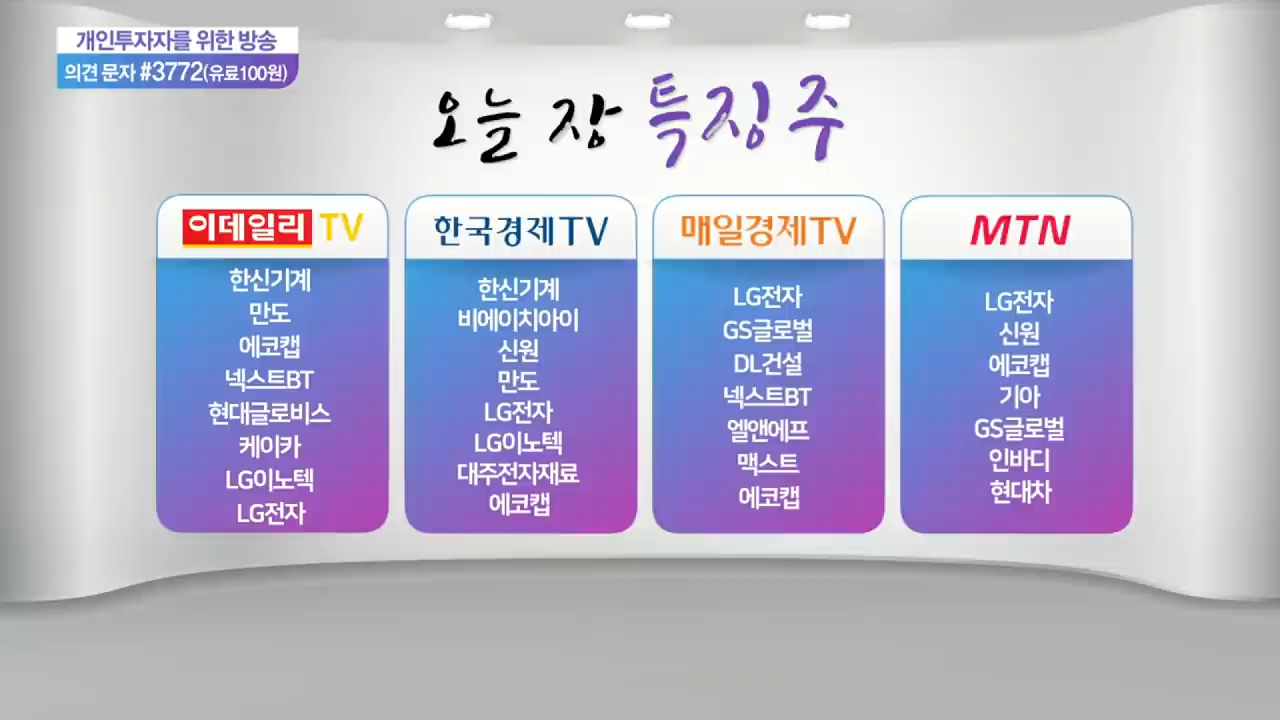 개인투자자를 위한 방송
의견 문자 #3772(유료100원)
오늘 장 특징주
이데일리 TV
한신기계
만도
에코캡
넥스트BT
현대글로비스
케이카
LG이노텍
LG전자
한국경제TV
한신기계
비에이치아이
신원
만도
LG전자
LG이노텍
대주전자재료
에코캡
매일경제TV
LG전자
GS글로벌
DL건설
넥스트BT
엘앤에프
맥스트
에코캡
MTN
LG전자
신원
에코캡
기아
GS글로벌
인바디
현대차